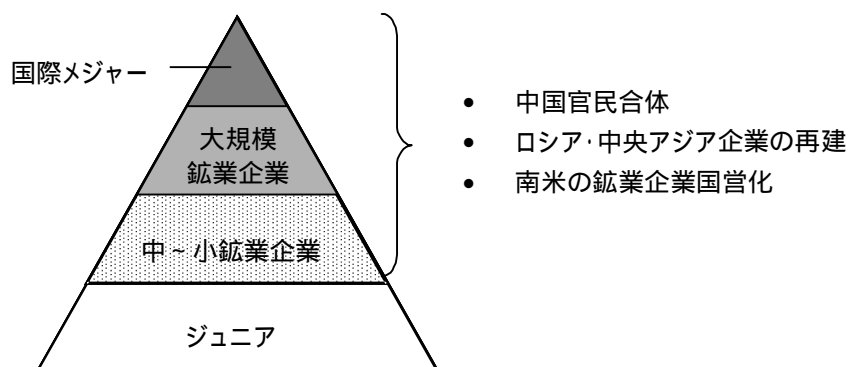 国際メジャー
大規模
鉱業企業
中~小鉱業企業
ジュニア
• 中国官民合体
• ロシア・中央アジア企業の再建
• 南米の鉱業企業国営化